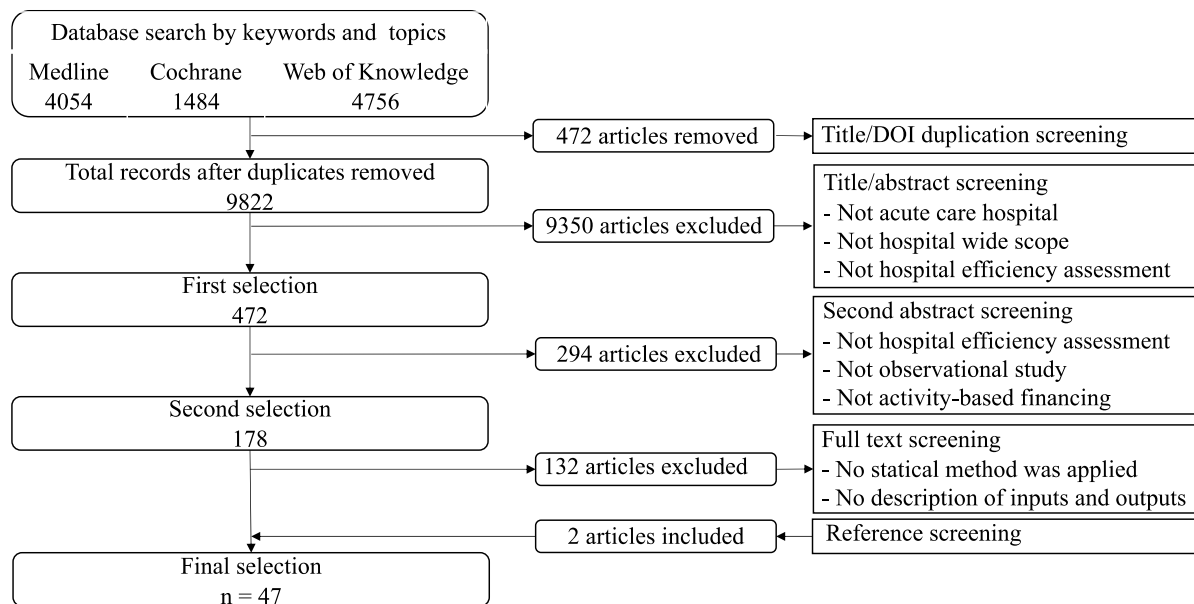 Database search by keywords and topics
Medline Cochrane Web of Knowledge
4054 1484 4756
472 articles removed
Title/DOI duplication screening
Total records after duplicates removed
9822
9350 articles excluded
Title/abstract screening
- Not acute care hospital
- Not hospital wide scope
- Not hospital efficiency assessment
First selection
472
294 articles excluded
Second abstract screening
- Not hospital efficiency assessment
- Not observational study
- Not activity-based financing
Second selection
178
132 articles excluded
Full text screening
- No statical method was applied
- No description of inputs and outputs
2 articles included
Reference screening
Final selection
n = 47